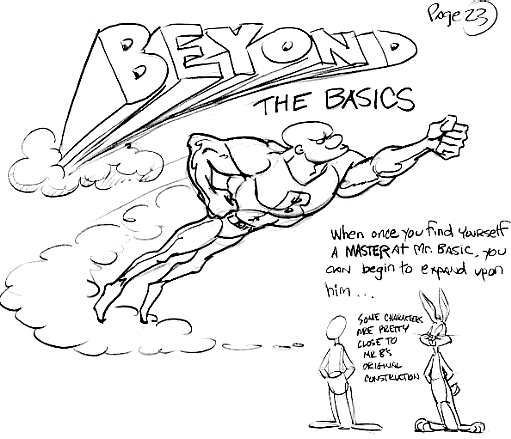 Page 23
BEYOND
THE BASICS
B
When once you find yourself
A MASTER AT Mr. BASIC, you
can begin to expand upon
him...
SOME CHARACTERS
ARE PRETTY
CLOSE TO
MR. B'S
ORIGINAL
CONSTRUCTION